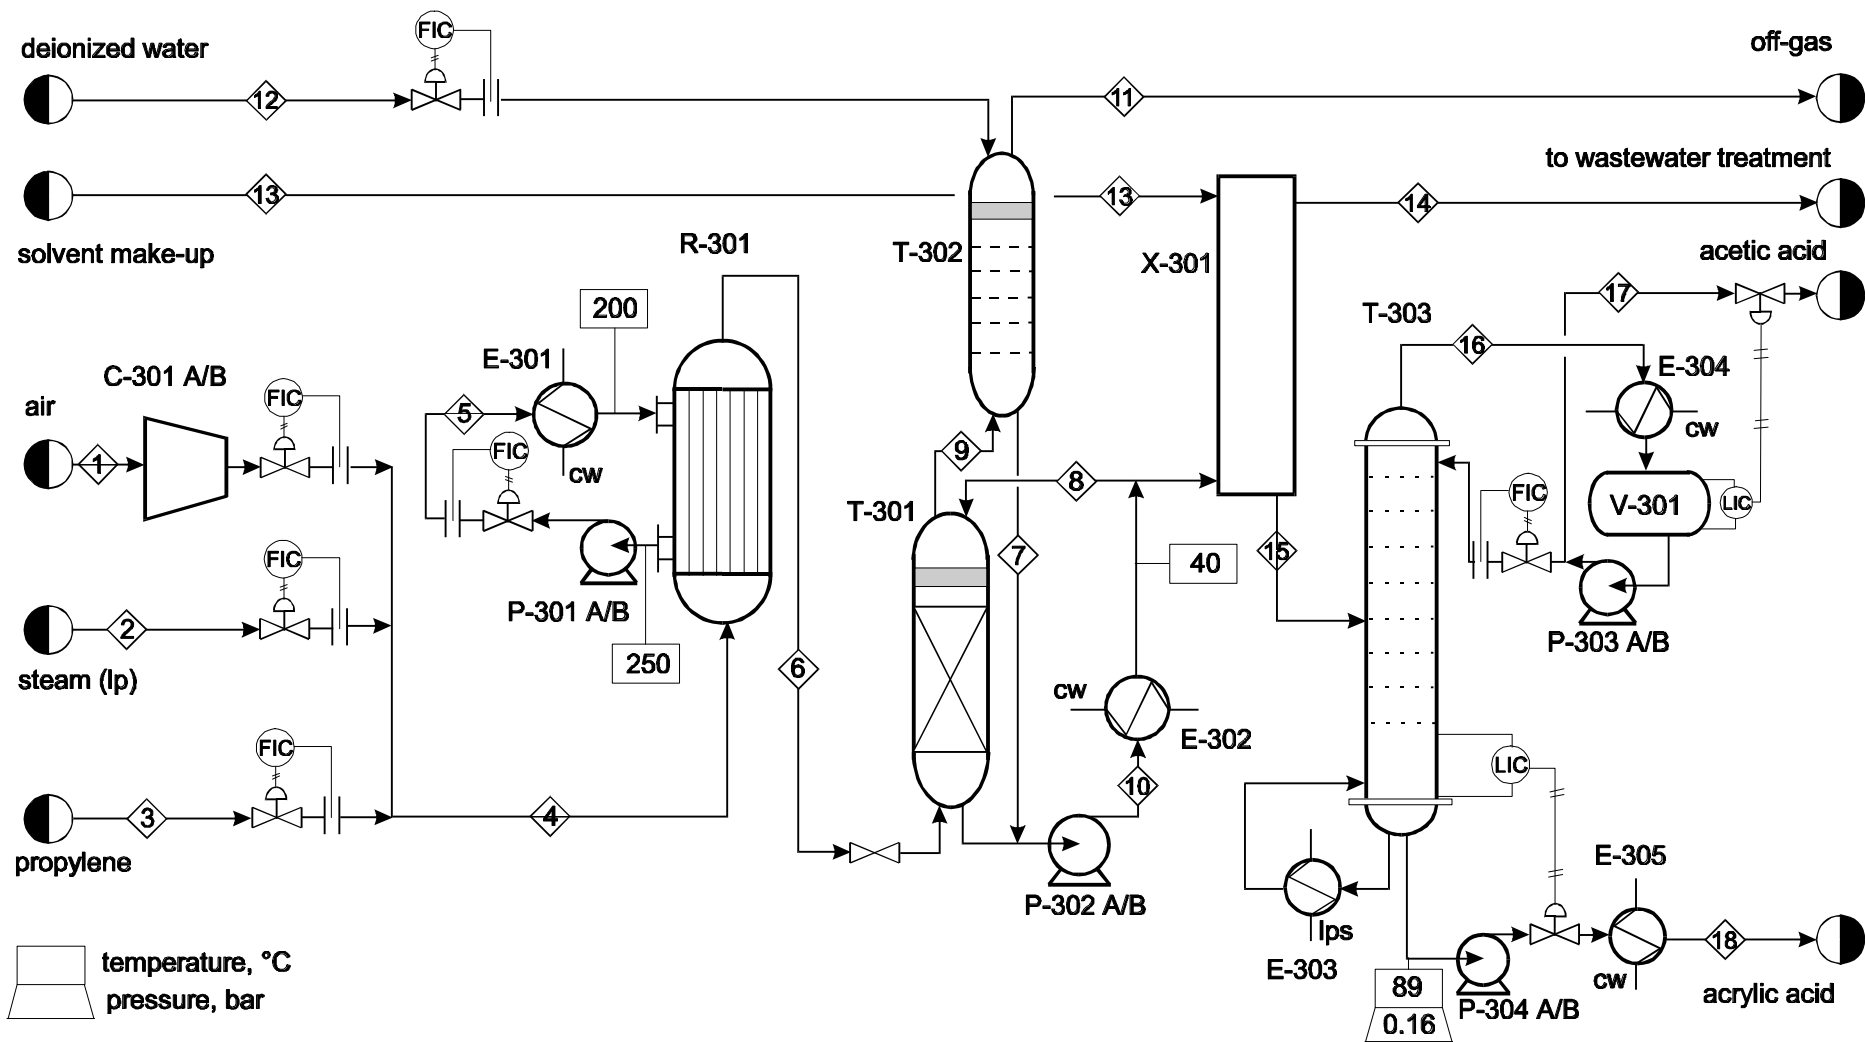 deionized water
FIC
off-gas
12
11
to wastewater treatment
solvent make-up
13
13
14
R-301
T-302
X-301
acetic acid
200
17
T-303
E-301
16
C-301 A/B
E-304
air
FIC
5
cw
FIC
9
1
cw
8
FIC
V-301
LIC
T-301
7
15
40
FIC
P-301 A/B
P-303 A/B
2
250
6
steam (lp)
cw
E-302
FIC
LIC
10
3
4
propylene
E-305
P-302 A/B
lps
18
temperature, °C
E-303
89
cw
acrylic acid
pressure, bar
0.16
P-304 A/B